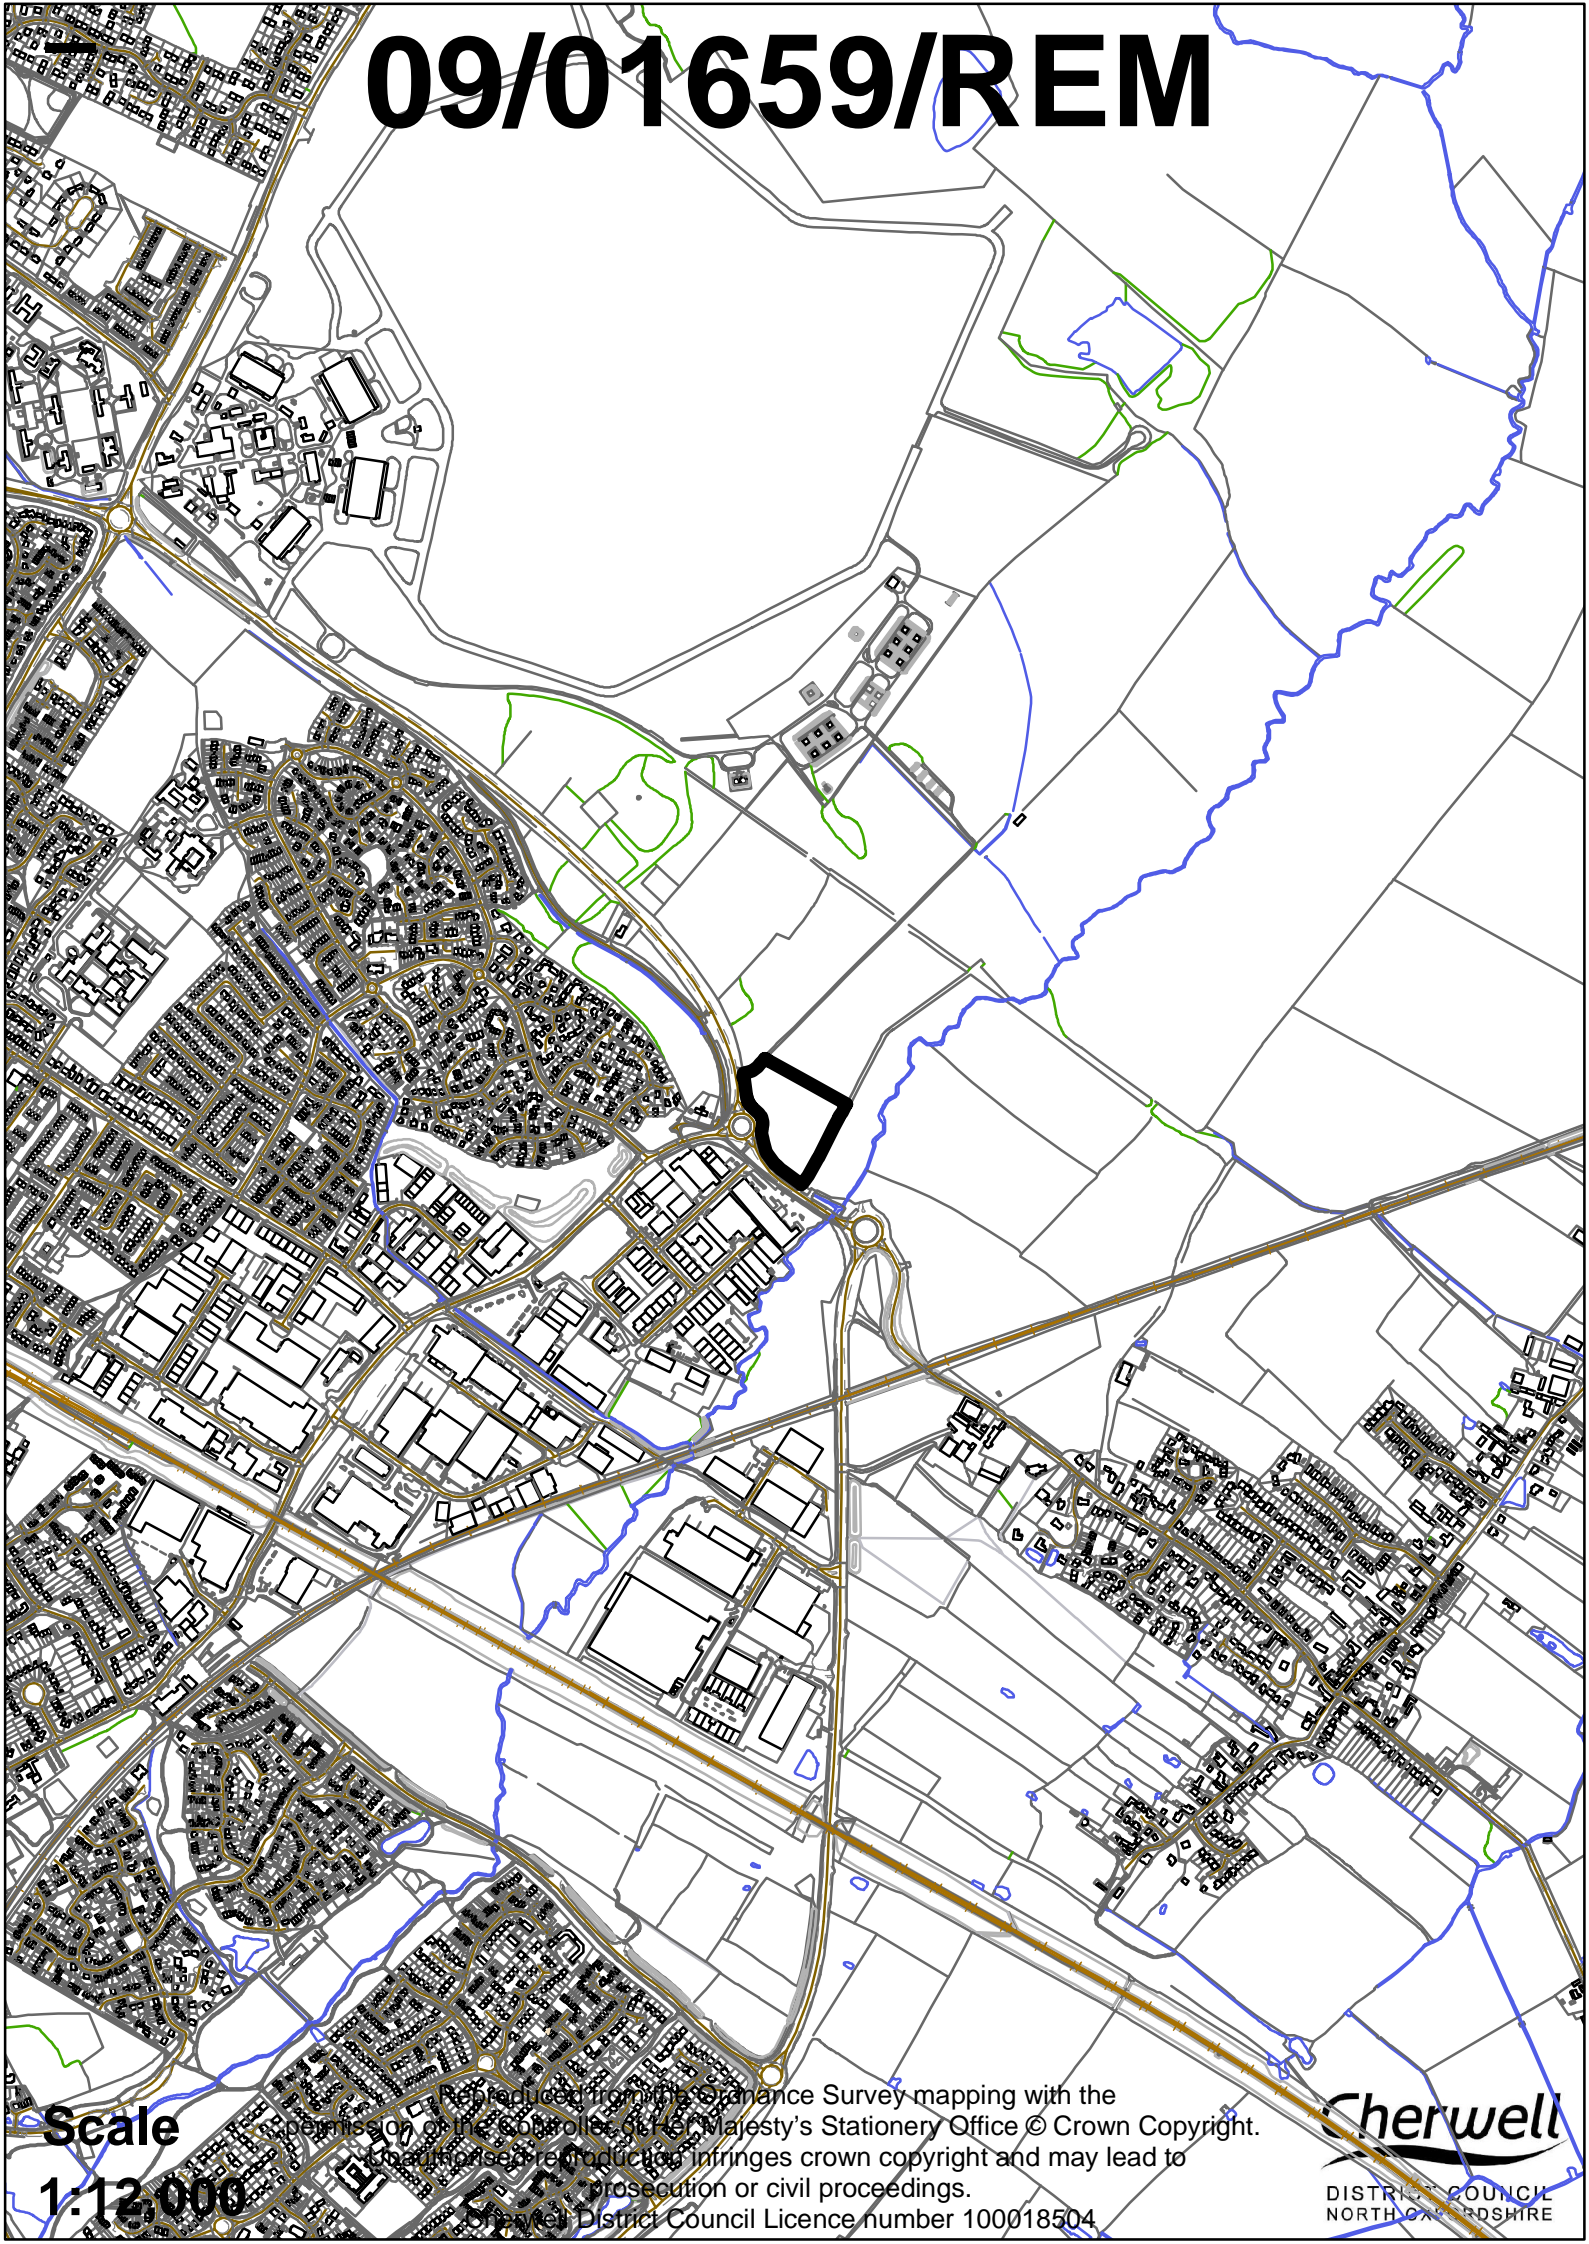 09/01659/REM
Scale
1:12,000
Reproduced from the Ordnance Survey mapping with the
permission of the Controller of Her Majesty's Stationery Office © Crown Copyright.
Unauthorised reproduction infringes crown copyright and may lead to
prosecution or civil proceedings.
Cherwell District Council Licence number 100018504
Cherwell
DISTRICT COUNCIL
NORTH OXFORDSHIRE